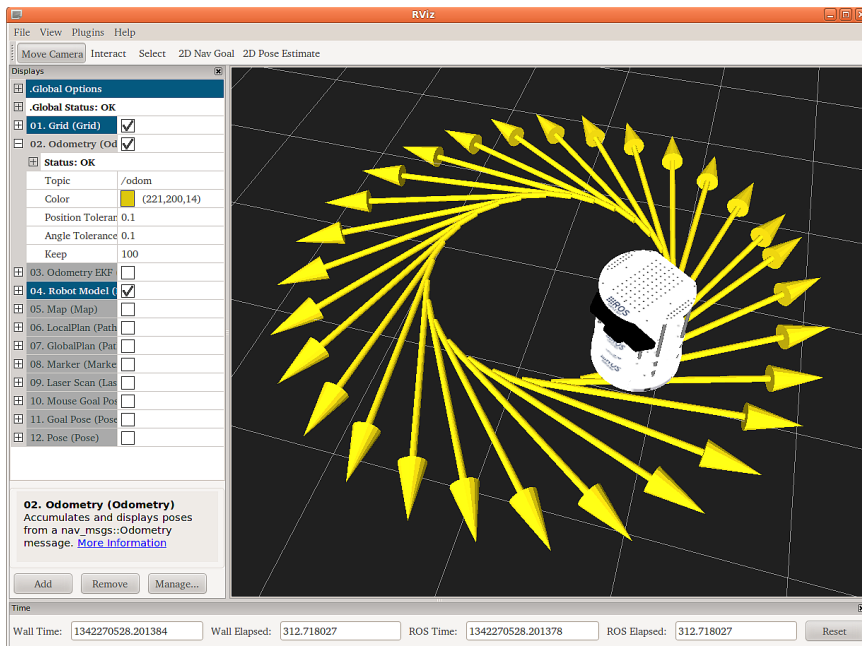 RViz
File View Plugins Help
Move Camera Interact Select 2D Nav Goal 2D Pose Estimate
Displays
.Global Options
.Global Status: OK
01. Grid (Grid)
02. Odometry (Od
Status: OK
Topic /odom
Color (221,200,14)
Position Toleran 0.1
Angle Tolerance 0.1
Keep 100
03. Odometry EKF
04. Robot Model (
05. Map (Map)
06. LocalPlan (Path
07. GlobalPlan (Pat
08. Marker (Marke
09. Laser Scan (Las
10. Mouse Goal Pos
11. Goal Pose (Pose
12. Pose (Pose)
ROS
02. Odometry (Odometry)
Accumulates and displays poses
from a nav_msgs::Odometry
message. More Information
Add Remove Manage...
Time
Wall Time: 1342270528.201384 Wall Elapsed: 312.718027 ROS Time: 1342270528.201378 ROS Elapsed: 312.718027 Reset